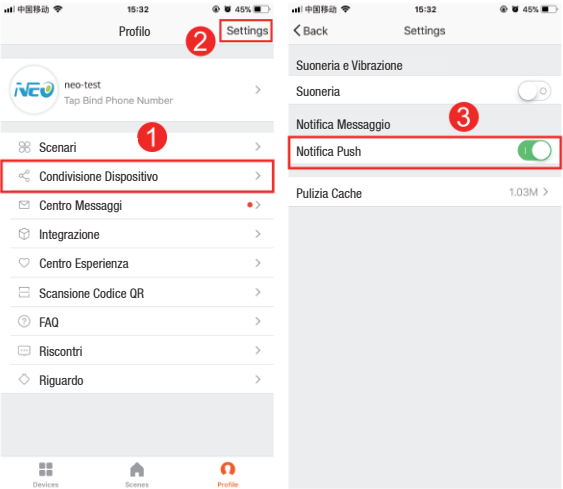 中国移动 15:32 45%
Profilo Settings
2
NEO
neo-test
Tap Bind Phone Number
1
Scenari
Condivisione Dispositivo
Centro Messaggi
Integrazione
Centro Esperienza
Scansione Codice QR
FAQ
Riscontri
Riguardo
Devices Scenes Profile
中国移动 15:32 45%
Back Settings
Suoneria e Vibrazione
Suoneria
3
Notifica Messaggio
Notifica Push
Pulizia Cache 1.03M